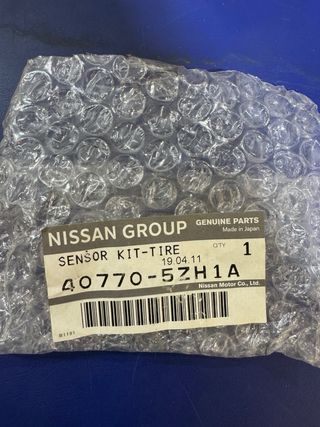 NISSAN GROUP GENUINE PARTS
Made in Japan
SENSOR KIT-TIRE QTY 1
19.04.11
40770-5ZH1A
Nissan Motor Co., Ltd.